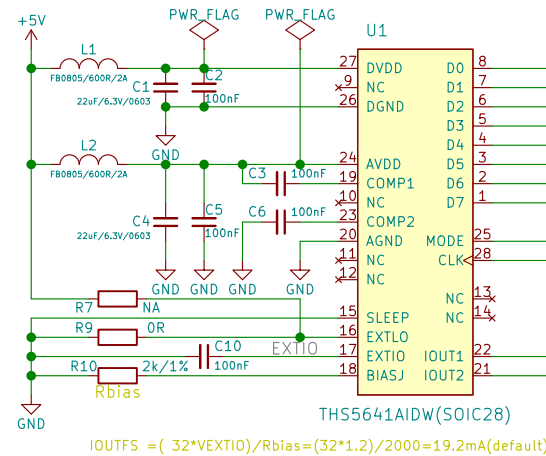 +5V
PWR_FLAG PWR_FLAG
U1
L1
FB0805/600R/2A
C1
22uF/6.3V/0603
C2
100nF
GND
L2
FB0805/600R/2A
C3 100nF
C6 100nF
C4
22uF/6.3V/0603
C5
100nF
GND GND GND GND
R7 NA
R9 0R
EXTIO
C10
100nF
R10 2k/1%
Rbias
GND
27 DVDD
9 NC
26 DGND
24 AVDD
19 COMP1
10 NC
23 COMP2
20 AGND
11 NC
12 NC
15 SLEEP
16 EXTLO
17 EXTIO
18 BIASJ
D0 8
D1 7
D2 6
D3 5
D4 4
D5 3
D6 2
D7 1
MODE 25
CLK 28
NC 13
NC 14
IOUT1 22
IOUT2 21
THS5641AIDW(SOIC28)
IOUTFS =( 32*VEXTIO)/Rbias=(32*1.2)/2000=19.2mA(default)